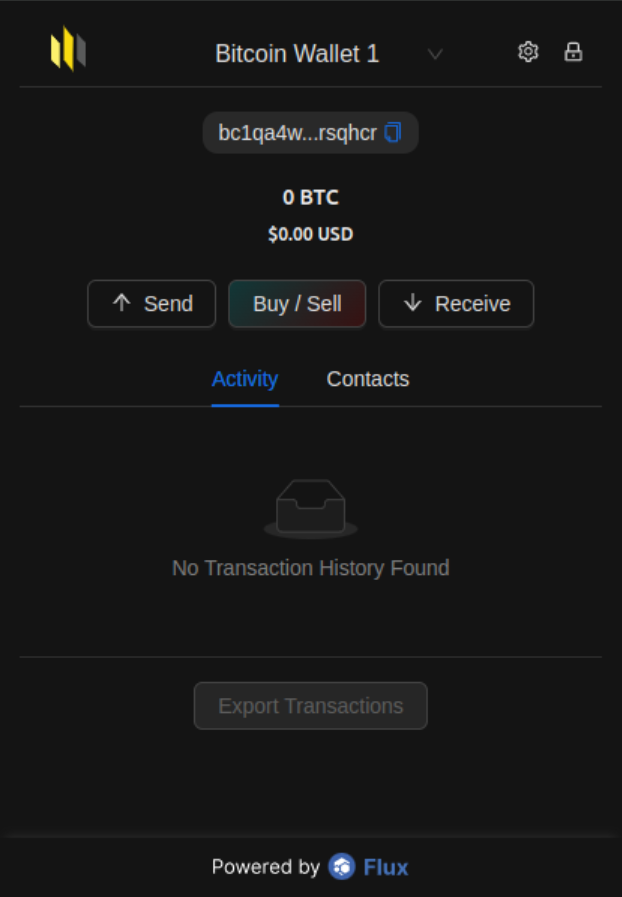 Bitcoin Wallet 1
bc1qa4w...rsqhcr
0 BTC
$0.00 USD
Send
Buy / Sell
Receive
Activity
Contacts
No Transaction History Found
Export Transactions
Powered by Flux